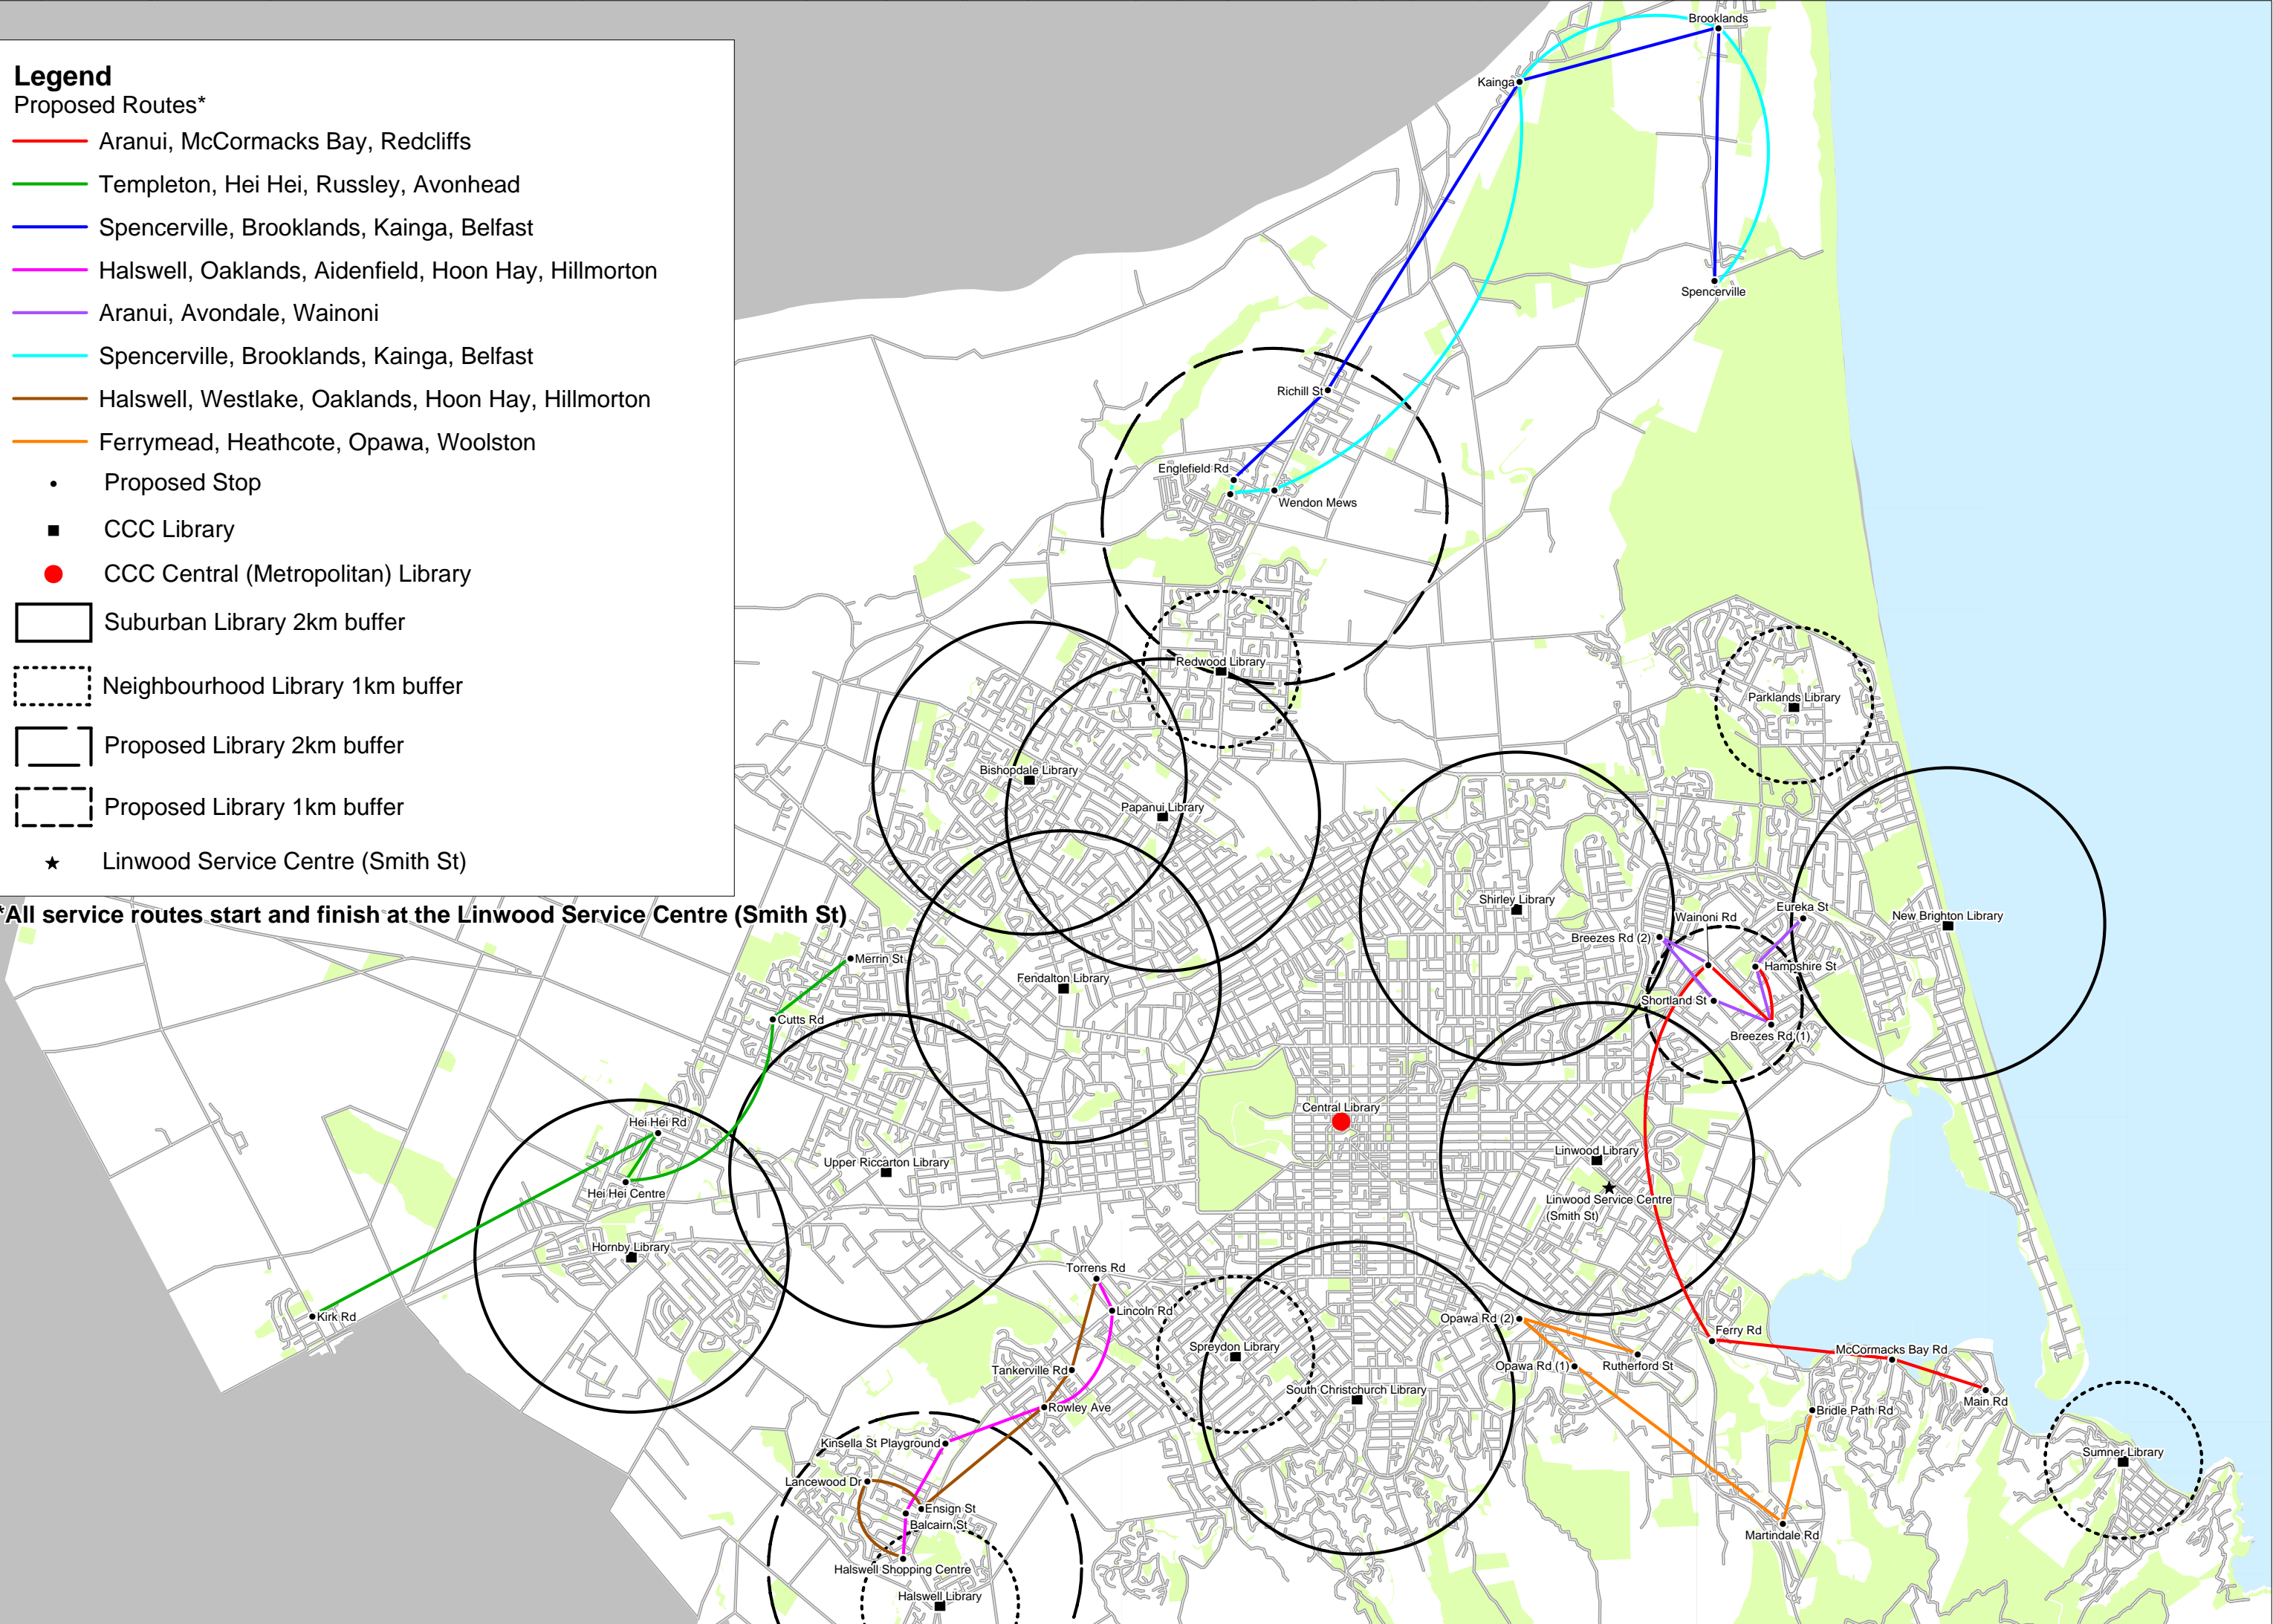 Legend
Proposed Routes*
Aranui, McCormacks Bay, Redcliffs
Templeton, Hei Hei, Russley, Avonhead
Spencerville, Brooklands, Kainga, Belfast
Halswell, Oaklands, Aidenfield, Hoon Hay, Hillmorton
Aranui, Avondale, Wainoni
Spencerville, Brooklands, Kainga, Belfast
Halswell, Westlake, Oaklands, Hoon Hay, Hillmorton
Ferrymead, Heathcote, Opawa, Woolston
Proposed Stop
CCC Library
CCC Central (Metropolitan) Library
Suburban Library 2km buffer
Neighbourhood Library 1km buffer
Proposed Library 2km buffer
Proposed Library 1km buffer
Linwood Service Centre (Smith St)
*All service routes start and finish at the Linwood Service Centre (Smith St)
Brooklands
Kainga
Spencerville
Richill St
Englefield Rd
Wendon Mews
Redwood Library
Parklands Library
Bishopdale Library
Papanui Library
Shirley Library
Eureka St
Wainoni Rd
New Brighton Library
Breezes Rd (2)
Merrin St
Hampshire St
Fendalton Library
Shortland St
Cutts Rd
Breezes Rd (1)
Central Library
Hei Hei Rd
Linwood Library
Upper Riccarton Library
Hei Hei Centre
Linwood Service Centre
(Smith St)
Hornby Library
Torrens Rd
Lincoln Rd
Kirk Rd
Opawa Rd (2)
Ferry Rd
Spreydon Library
McCormacks Bay Rd
Tankerville Rd
Opawa Rd (1)
Rutherford St
South Christchurch Library
Main Rd
Rowley Ave
Bridle Path Rd
Kinsella St Playground
Sumner Library
Lancewood Dr
Ensign St
Balcairn St
Martindale Rd
Halswell Shopping Centre
Halswell Library